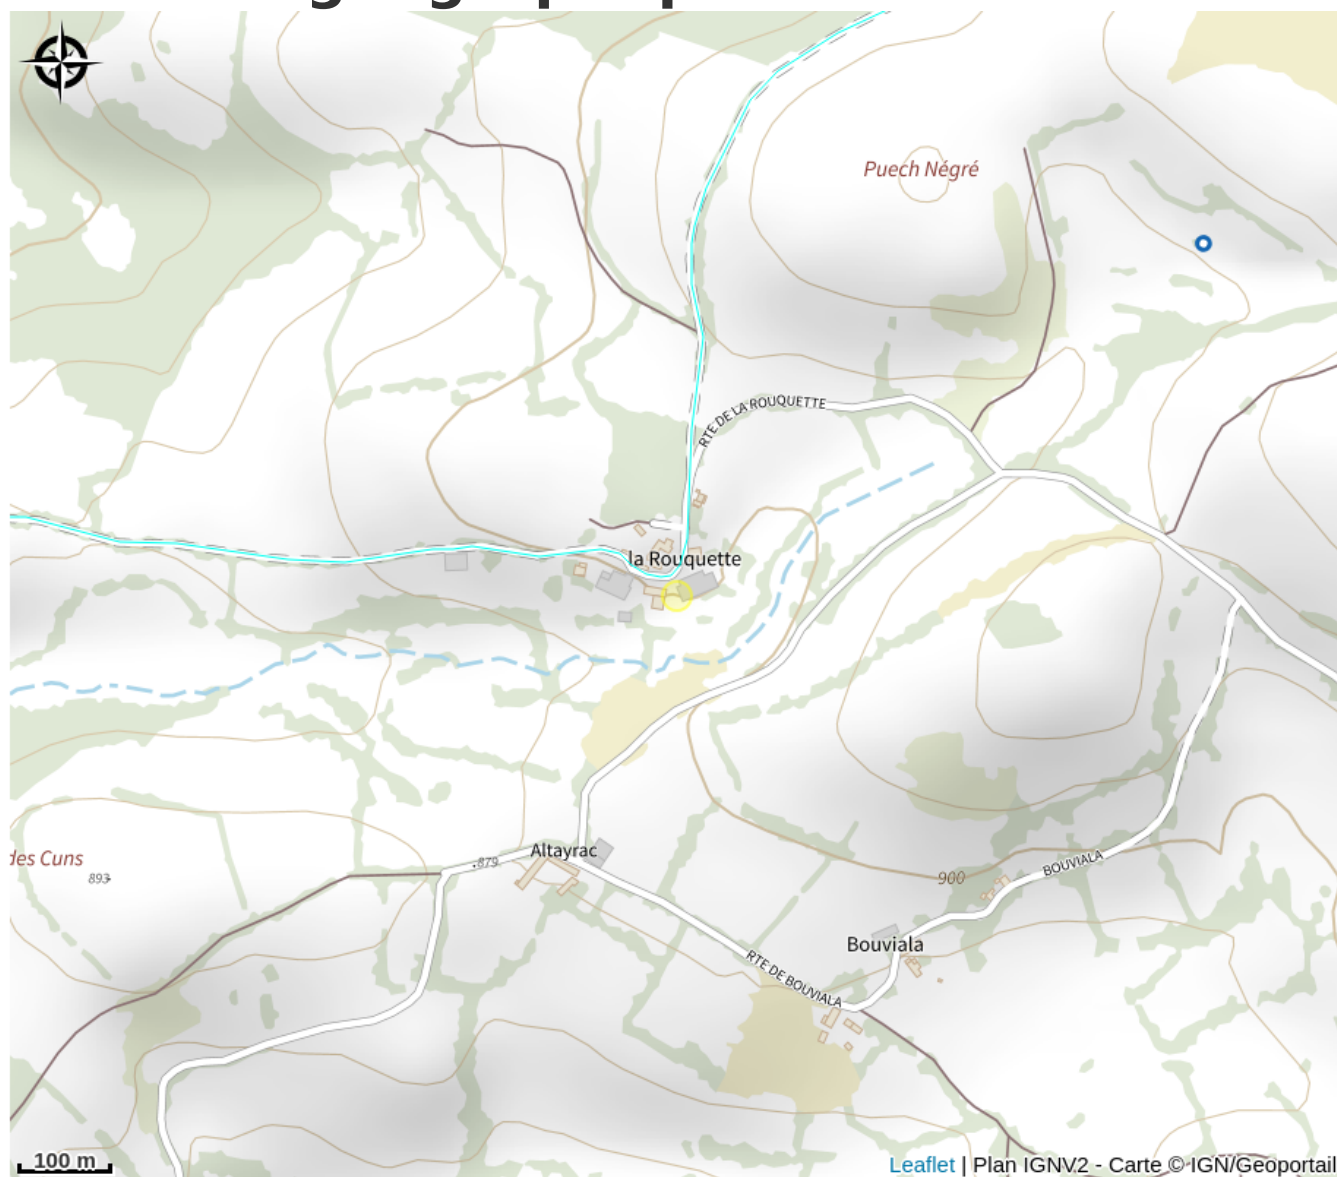 Puech Négré
RTE DE LA ROUQUETTE
la Rouquette
des Cuns
893
Altayrac
879
900
BOUVIALA
Bouviala
RTE DE BOUVIALA
100 m
Leaflet | Plan IGNV2 - Carte © IGN/Geoportail